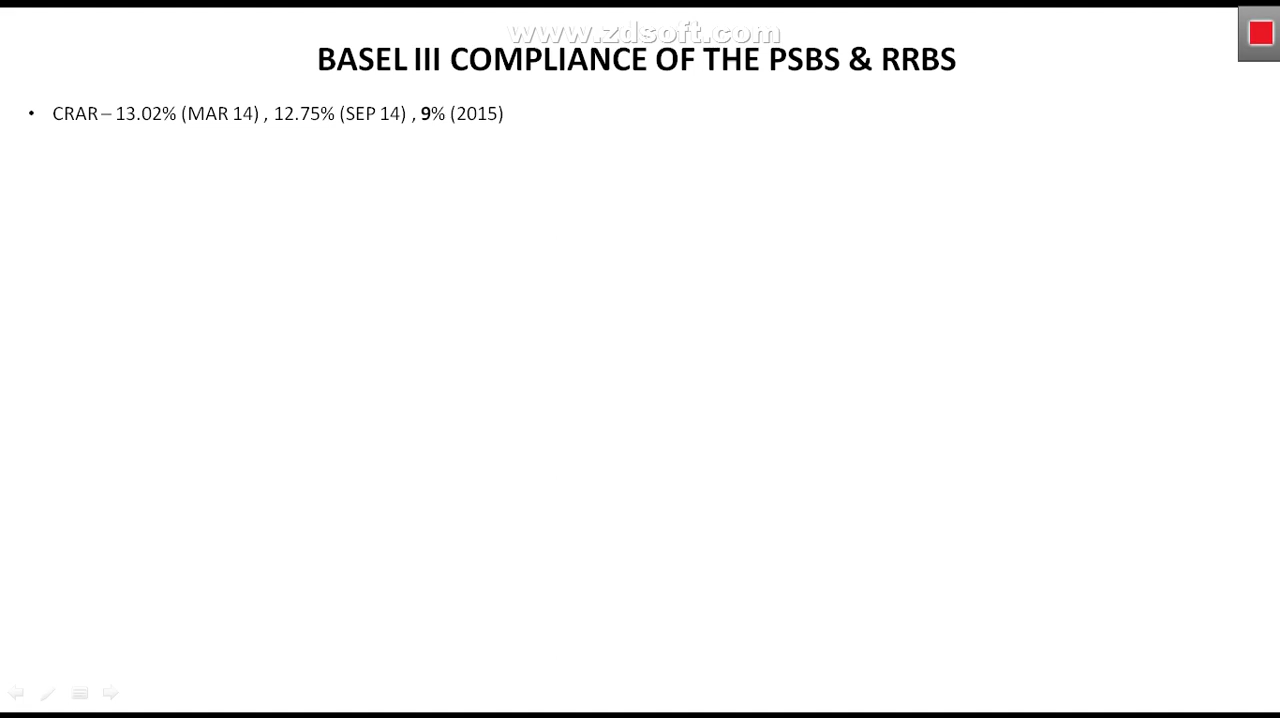 www.zdsoft.com
BASEL III COMPLIANCE OF THE PSBS & RRBS
• CRAR – 13.02% (MAR 14) , 12.75% (SEP 14) , 9% (2015)